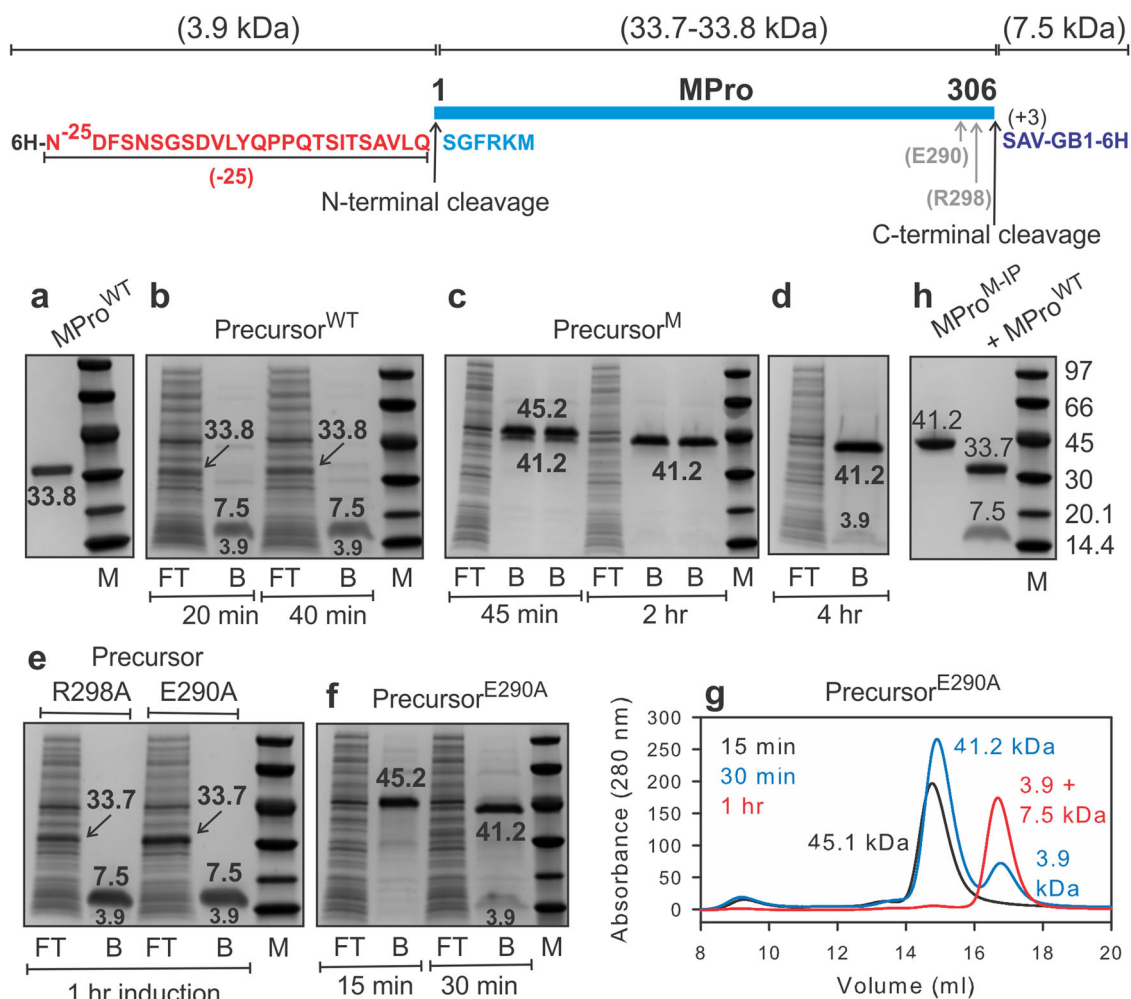 (3.9 kDa) (33.7-33.8 kDa) (7.5 kDa)
1 MPro 306
(+3)
6H-N-25DFSNSGSDVLYQPPQTSITSAVLQ SGFRKM SAV-GB1-6H
(-25) (E290)
(R298)
N-terminal cleavage
C-terminal cleavage
a MProWT
33.8
M
b PrecursorWT
33.8 33.8
7.5 7.5
3.9 3.9
FT B FT B M
20 min 40 min
c PrecursorM
45.2
41.2 41.2
FT B B FT B B M
45 min 2 hr
d
41.2
3.9
FT B
4 hr
h MProM-IP
+ MProWT
41.2
33.7
7.5
97
66
45
30
20.1
14.4
M
e Precursor
R298A E290A
33.7 33.7
7.5 7.5
3.9 3.9
FT B FT B M
1 hr induction
f PrecursorE290A
45.2
41.2
3.9
FT B FT B M
15 min 30 min
g PrecursorE290A
Absorbance (280 nm)
300
250
200
150
100
50
0
15 min
30 min
1 hr
41.2 kDa
45.1 kDa
3.9 +
7.5 kDa
3.9
kDa
8 10 12 14 16 18 20
Volume (ml)